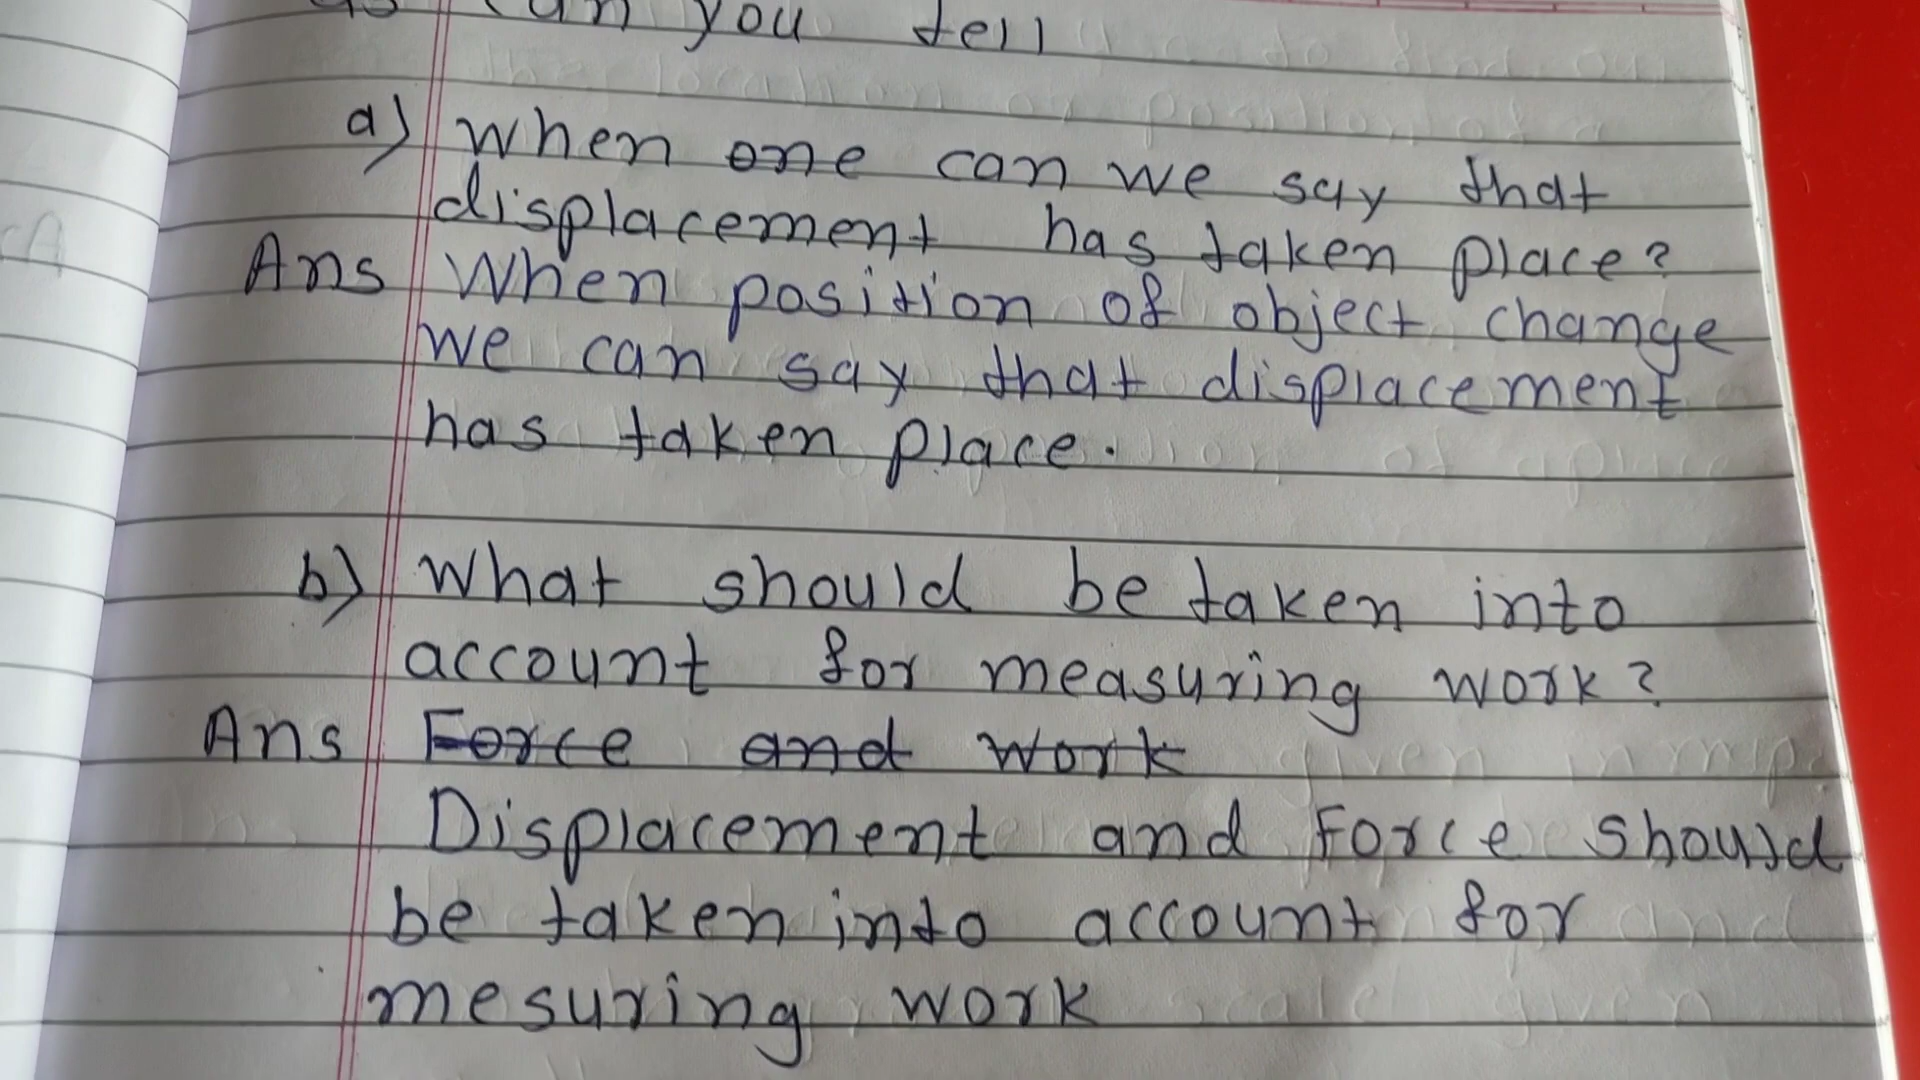 can you tell
a) when one can we say that
displacement has taken place?
Ans When position of object change
we can say that displacement
has taken place.
b) What should be taken into
account for measuring work?
Ans Force and work
Displacement and Force should
be taken into account for
mesuring work